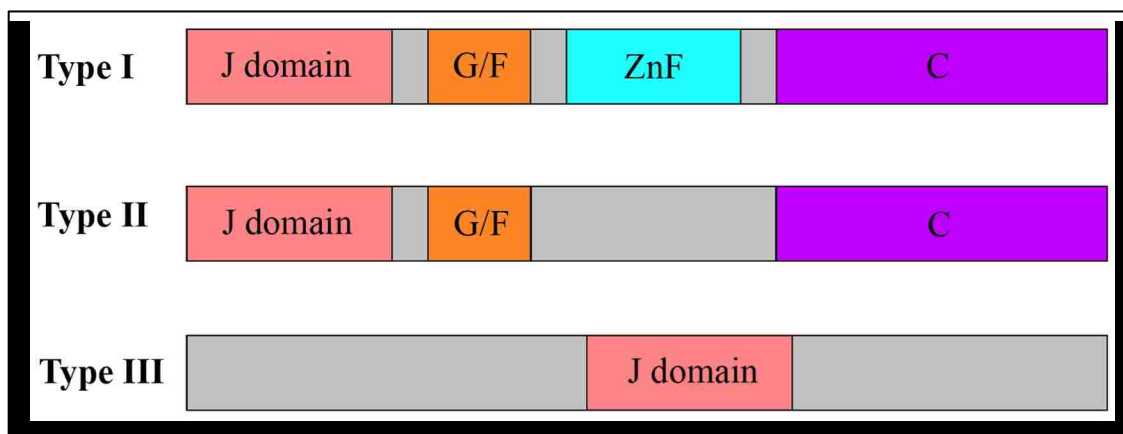 Type I J domain G/F ZnF C
Type II J domain G/F C
Type III J domain